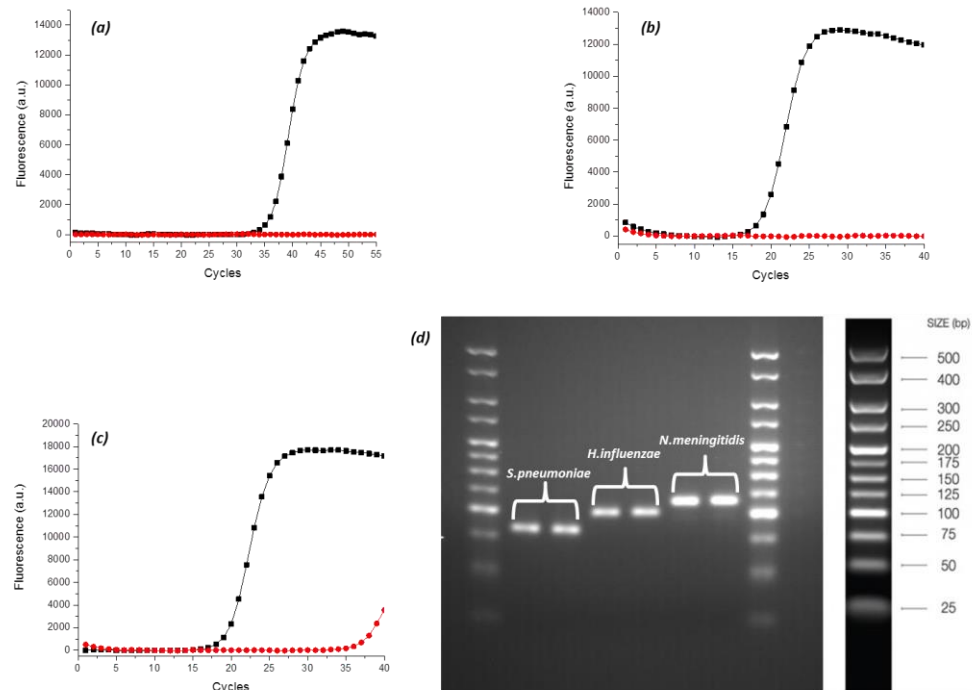 (a)
14000
12000
10000
8000
6000
4000
2000
0
Fluorescence (a.u.)
0 5 10 15 20 25 30 35 40 45 50 55
Cycles
(b)
14000
12000
10000
8000
6000
4000
2000
0
Fluorescence (a.u.)
0 5 10 15 20 25 30 35 40
Cycles
(c)
20000
18000
16000
14000
12000
10000
8000
6000
4000
2000
0
Fluorescence (a.u.)
0 5 10 15 20 25 30 35 40
Cycles
(d)
S.pneumoniae
H.influenzae
N.meningitidis
SIZE (bp)
500
400
300
250
200
175
150
125
100
75
50
25